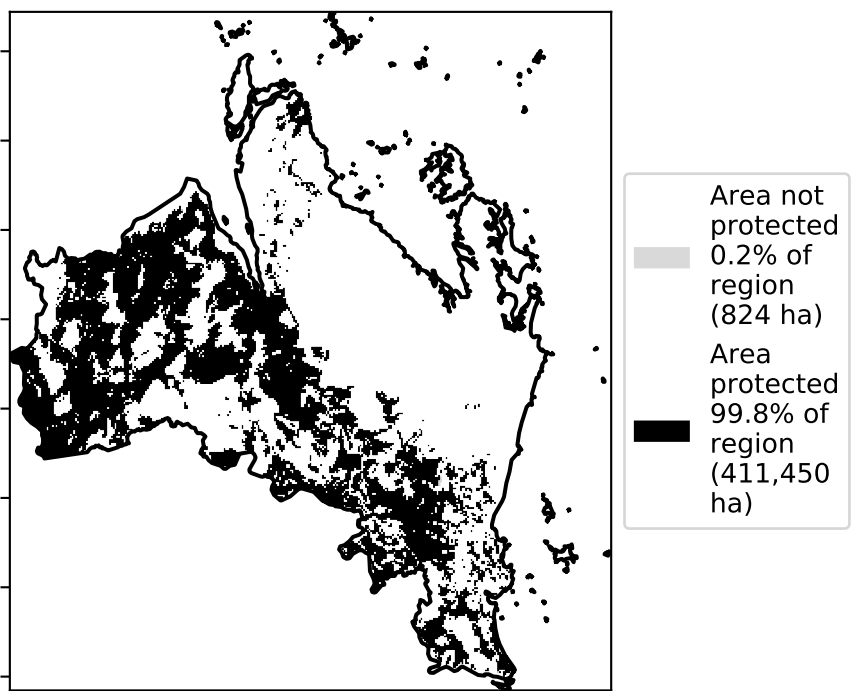 Area not
protected
0.2% of
region
(824 ha)
Area
protected
99.8% of
region
(411,450
ha)